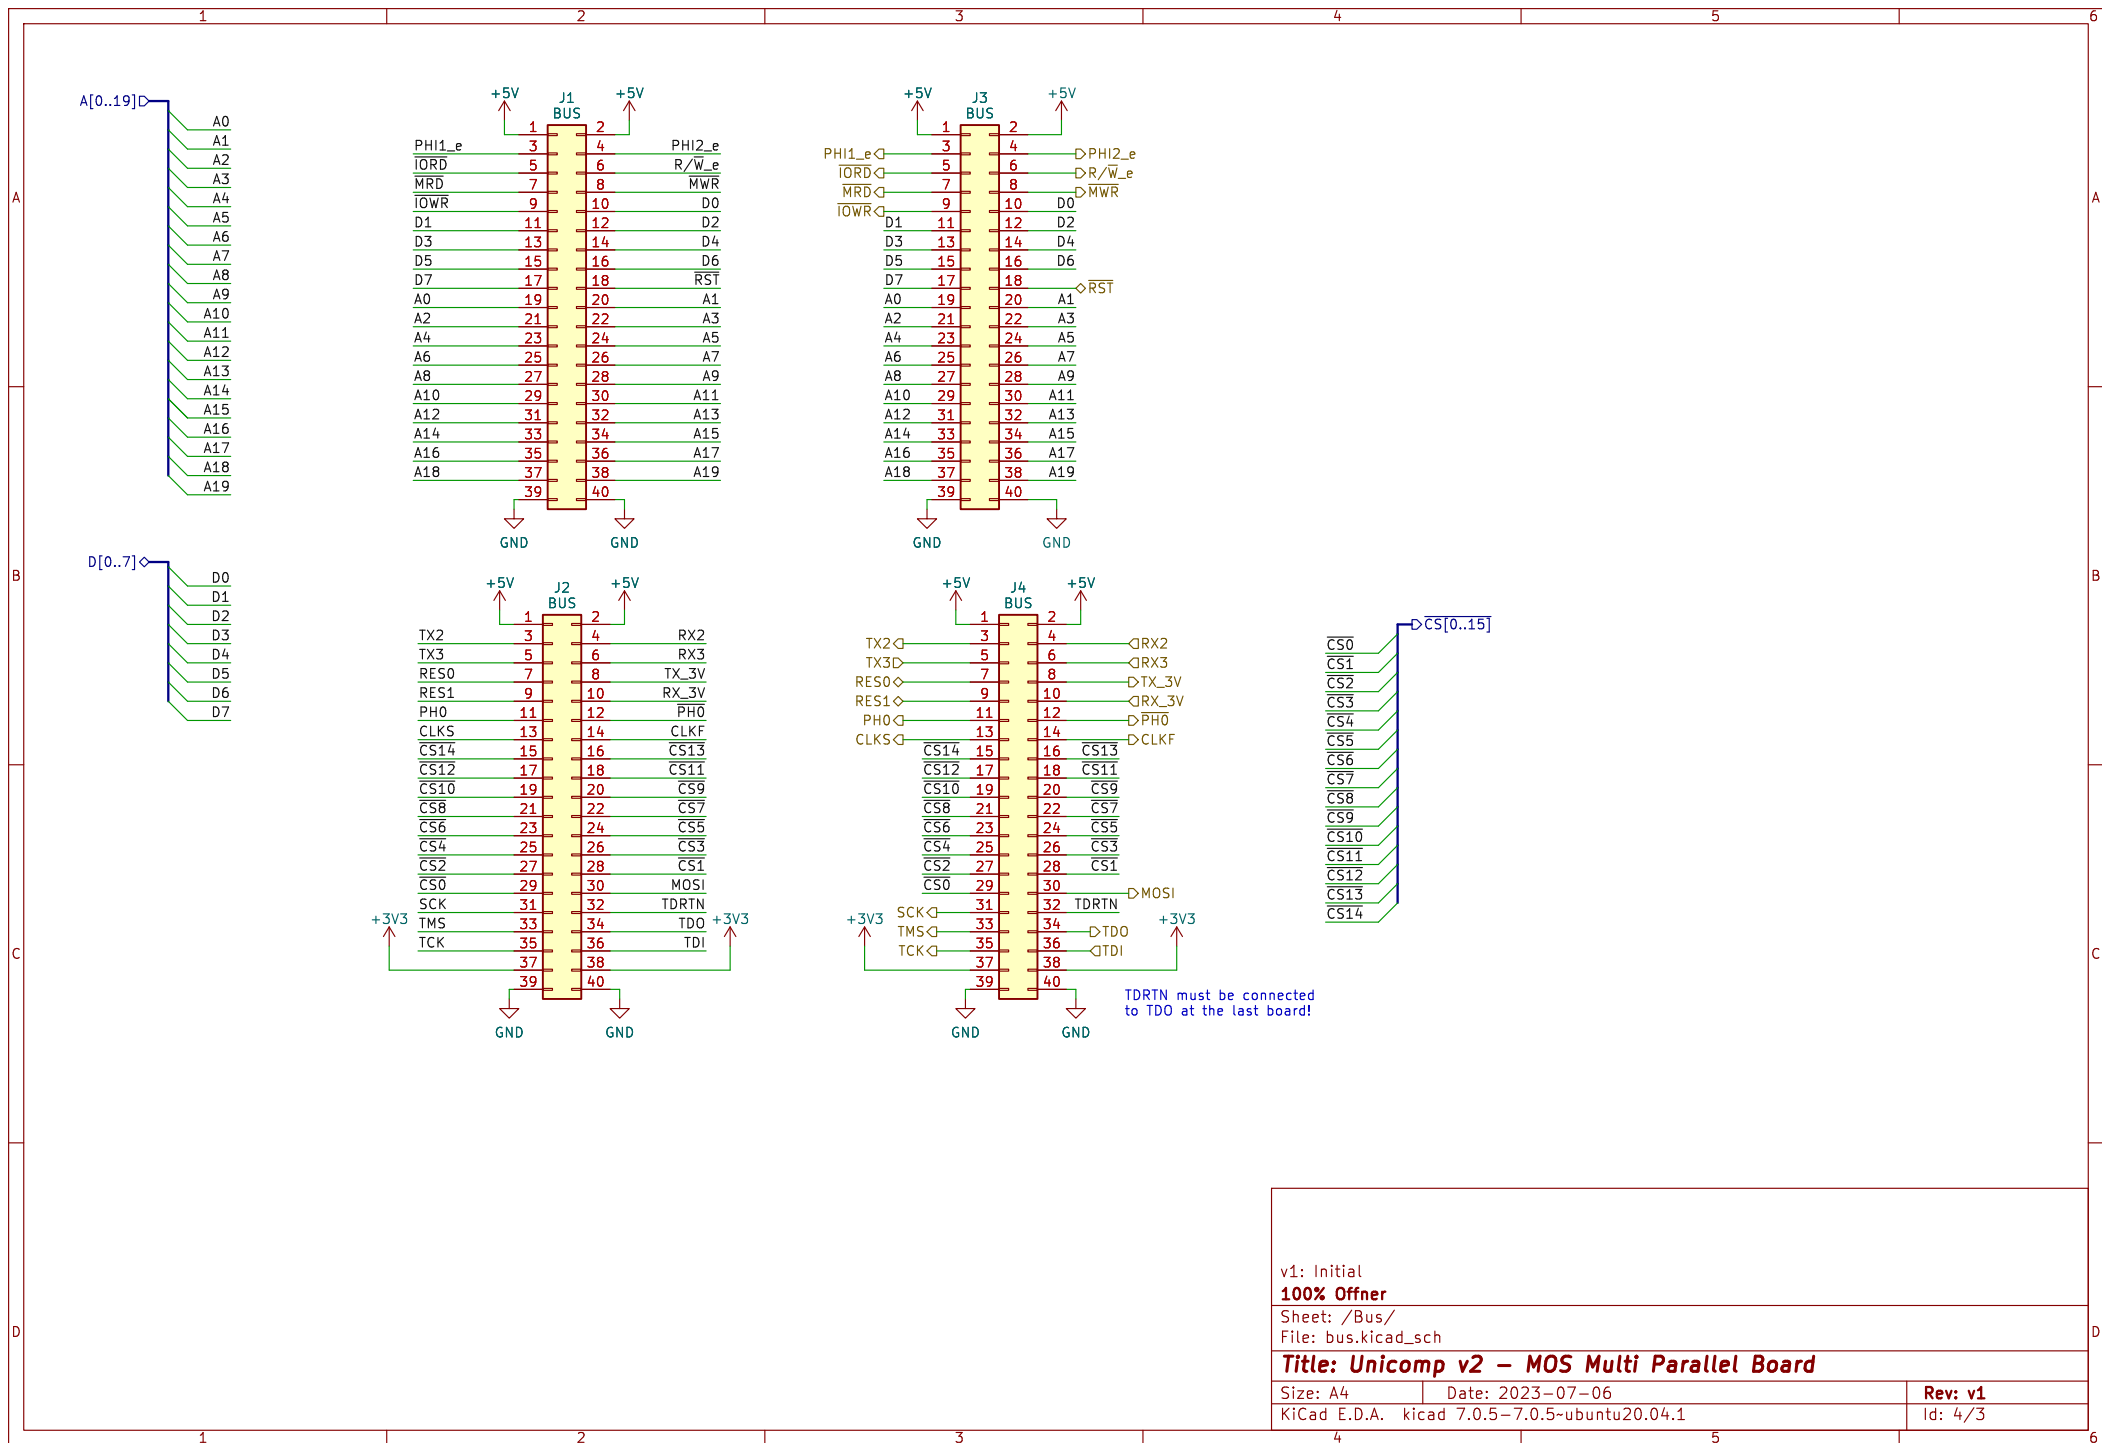 1 2 3 4 5 6
A
B
C
D
A[0..19]
A0
A1
A2
A3
A4
A5
A6
A7
A8
A9
A10
A11
A12
A13
A14
A15
A16
A17
A18
A19
D[0..7]
D0
D1
D2
D3
D4
D5
D6
D7
J1
BUS
+5V +5V
1 2
PHI1_e 3 4 PHI2_e
IORD 5 6 R/W_e
MRD 7 8 MWR
IOWR 9 10 D0
D1 11 12 D2
D3 13 14 D4
D5 15 16 D6
D7 17 18 RST
A0 19 20 A1
A2 21 22 A3
A4 23 24 A5
A6 25 26 A7
A8 27 28 A9
A10 29 30 A11
A12 31 32 A13
A14 33 34 A15
A16 35 36 A17
A18 37 38 A19
39 40
GND GND
J3
BUS
+5V +5V
1 2
PHI1_e 3 4 PHI2_e
IORD 5 6 R/W_e
MRD 7 8 MWR
IOWR 9 10 D0
D1 11 12 D2
D3 13 14 D4
D5 15 16 D6
D7 17 18 RST
A0 19 20 A1
A2 21 22 A3
A4 23 24 A5
A6 25 26 A7
A8 27 28 A9
A10 29 30 A11
A12 31 32 A13
A14 33 34 A15
A16 35 36 A17
A18 37 38 A19
39 40
GND GND
J2
BUS
+5V +5V
1 2
TX2 3 4 RX2
TX3 5 6 RX3
RES0 7 8 TX_3V
RES1 9 10 RX_3V
PH0 11 12 PH0
CLKS 13 14 CLKF
CS14 15 16 CS13
CS12 17 18 CS11
CS10 19 20 CS9
CS8 21 22 CS7
CS6 23 24 CS5
CS4 25 26 CS3
CS2 27 28 CS1
CS0 29 30 MOSI
SCK 31 32 TDRTN
+3V3 TMS 33 34 TDO +3V3
TCK 35 36 TDI
37 38
39 40
GND GND
J4
BUS
+5V +5V
1 2
TX2 3 4 RX2
TX3 5 6 RX3
RES0 7 8 TX_3V
RES1 9 10 RX_3V
PH0 11 12 PH0
CLKS 13 14 CLKF
CS14 15 16 CS13
CS12 17 18 CS11
CS10 19 20 CS9
CS8 21 22 CS7
CS6 23 24 CS5
CS4 25 26 CS3
CS2 27 28 CS1
CS0 29 30 MOSI
SCK 31 32 TDRTN
+3V3 TMS 33 34 TDO +3V3
TCK 35 36 TDI
37 38
39 40
GND GND
TDRTN must be connected
to TDO at the last board!
CS[0..15]
CS0
CS1
CS2
CS3
CS4
CS5
CS6
CS7
CS8
CS9
CS10
CS11
CS12
CS13
CS14
A
B
C
D
v1: Initial
100% Offner
Sheet: /Bus/
File: bus.kicad_sch
Title: Unicomp v2 – MOS Multi Parallel Board
Size: A4 Date: 2023-07-06 Rev: v1
KiCad E.D.A. kicad 7.0.5-7.0.5~ubuntu20.04.1 Id: 4/3
1 2 3 4 5 6